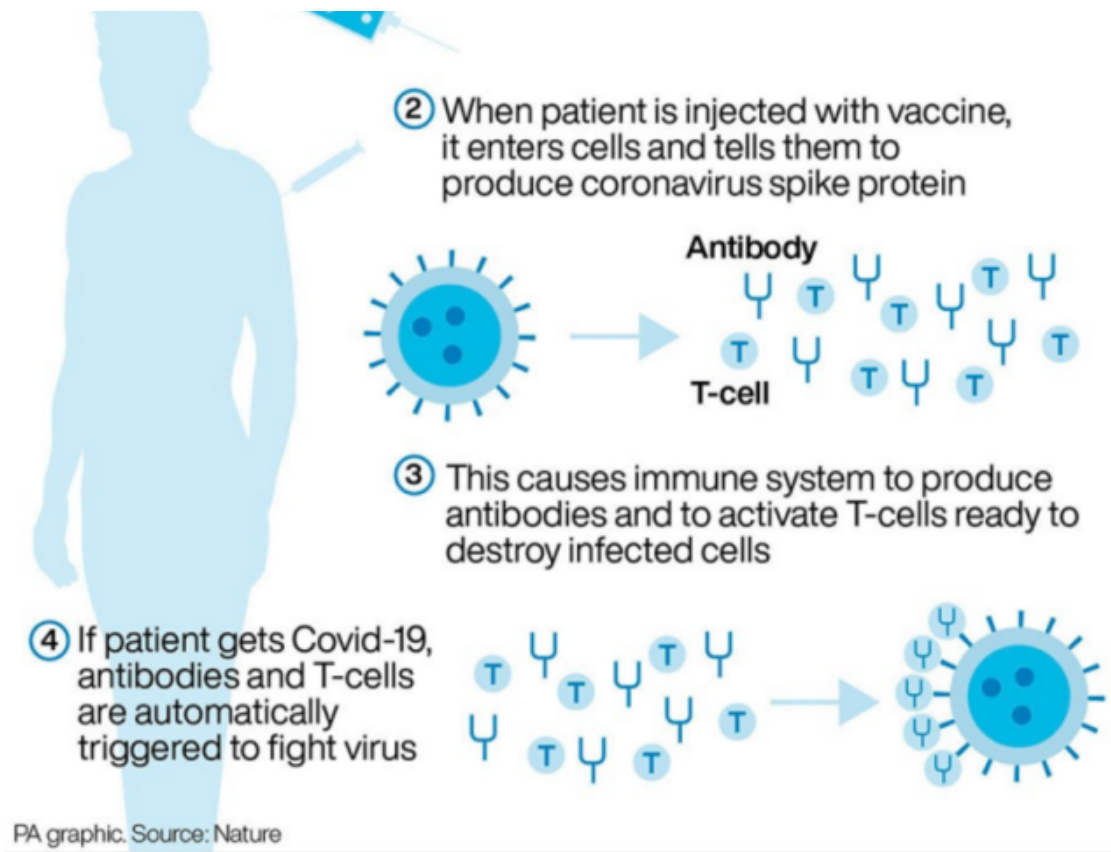 2 When patient is injected with vaccine,
it enters cells and tells them to
produce coronavirus spike protein
Antibody
T T T
T T
T-cell T T
3 This causes immune system to produce
antibodies and to activate T-cells ready to
destroy infected cells
4 If patient gets Covid-19,
antibodies and T-cells
are automatically
triggered to fight virus
T T T
T T T
PA graphic. Source: Nature